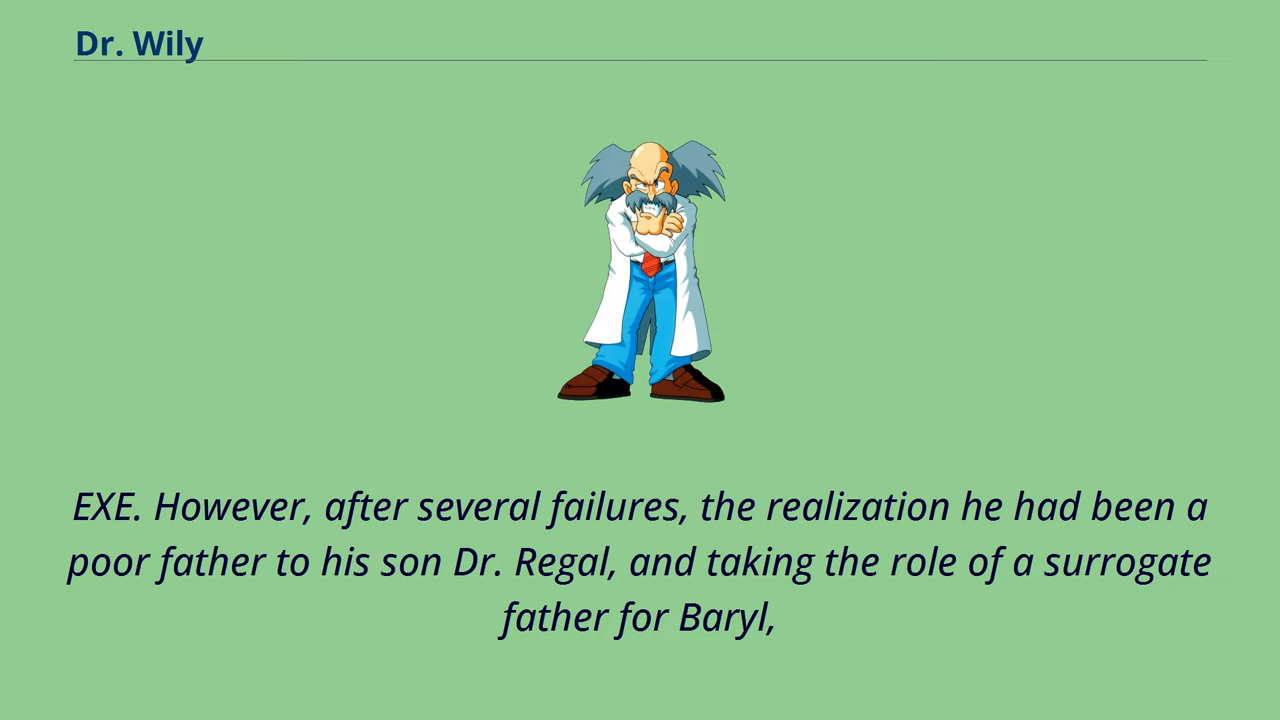 Dr. Wily
EXE. However, after several failures, the realization he had been a
poor father to his son Dr. Regal, and taking the role of a surrogate
father for Baryl,